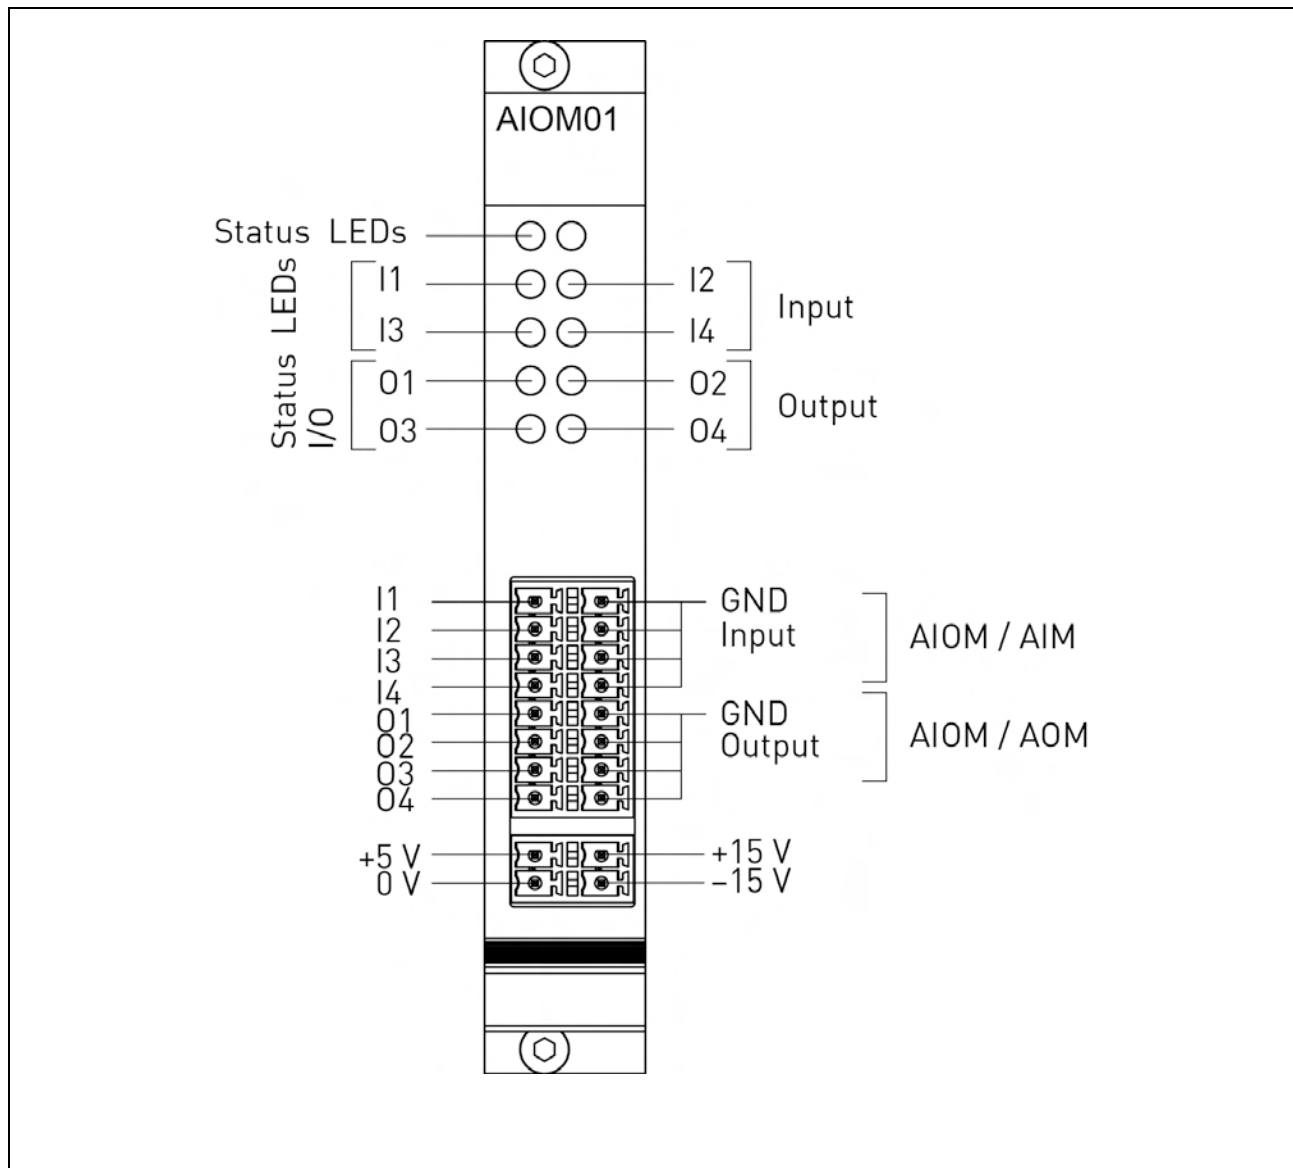 AIOM01
Status LEDs
Status LEDs
I/O
I1
I2
Input
I3
I4
O1
O2
Output
O3
O4
I1
GND
I2
Input
AIOM / AIM
I3
I4
O1
GND
O2
Output
AIOM / AOM
O3
O4
+5 V
+15 V
0 V
–15 V